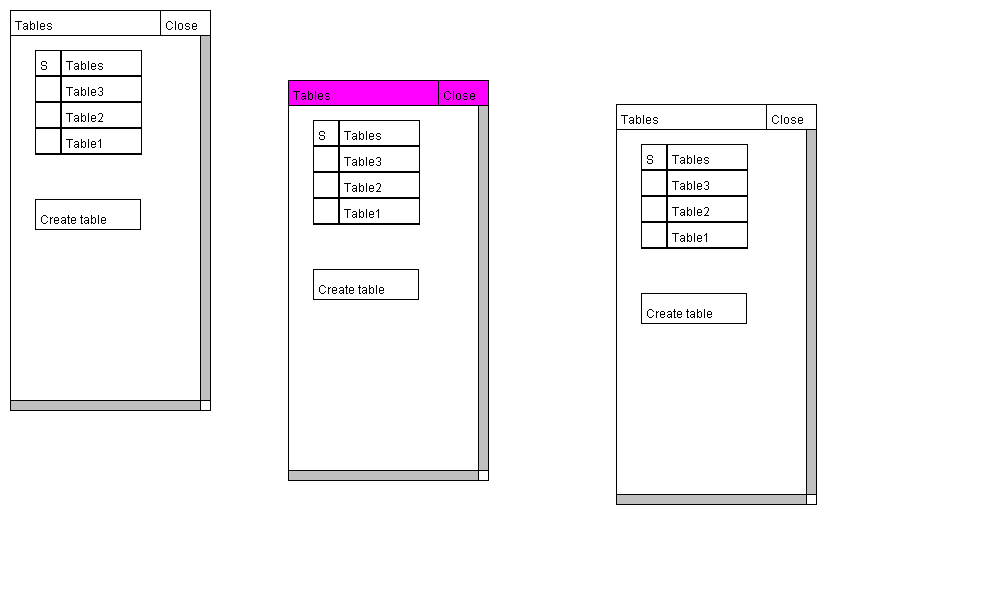 Tables Close
S Tables
Table3
Table2
Table1
Create table
Tables Close
S Tables
Table3
Table2
Table1
Create table
Tables Close
S Tables
Table3
Table2
Table1
Create table